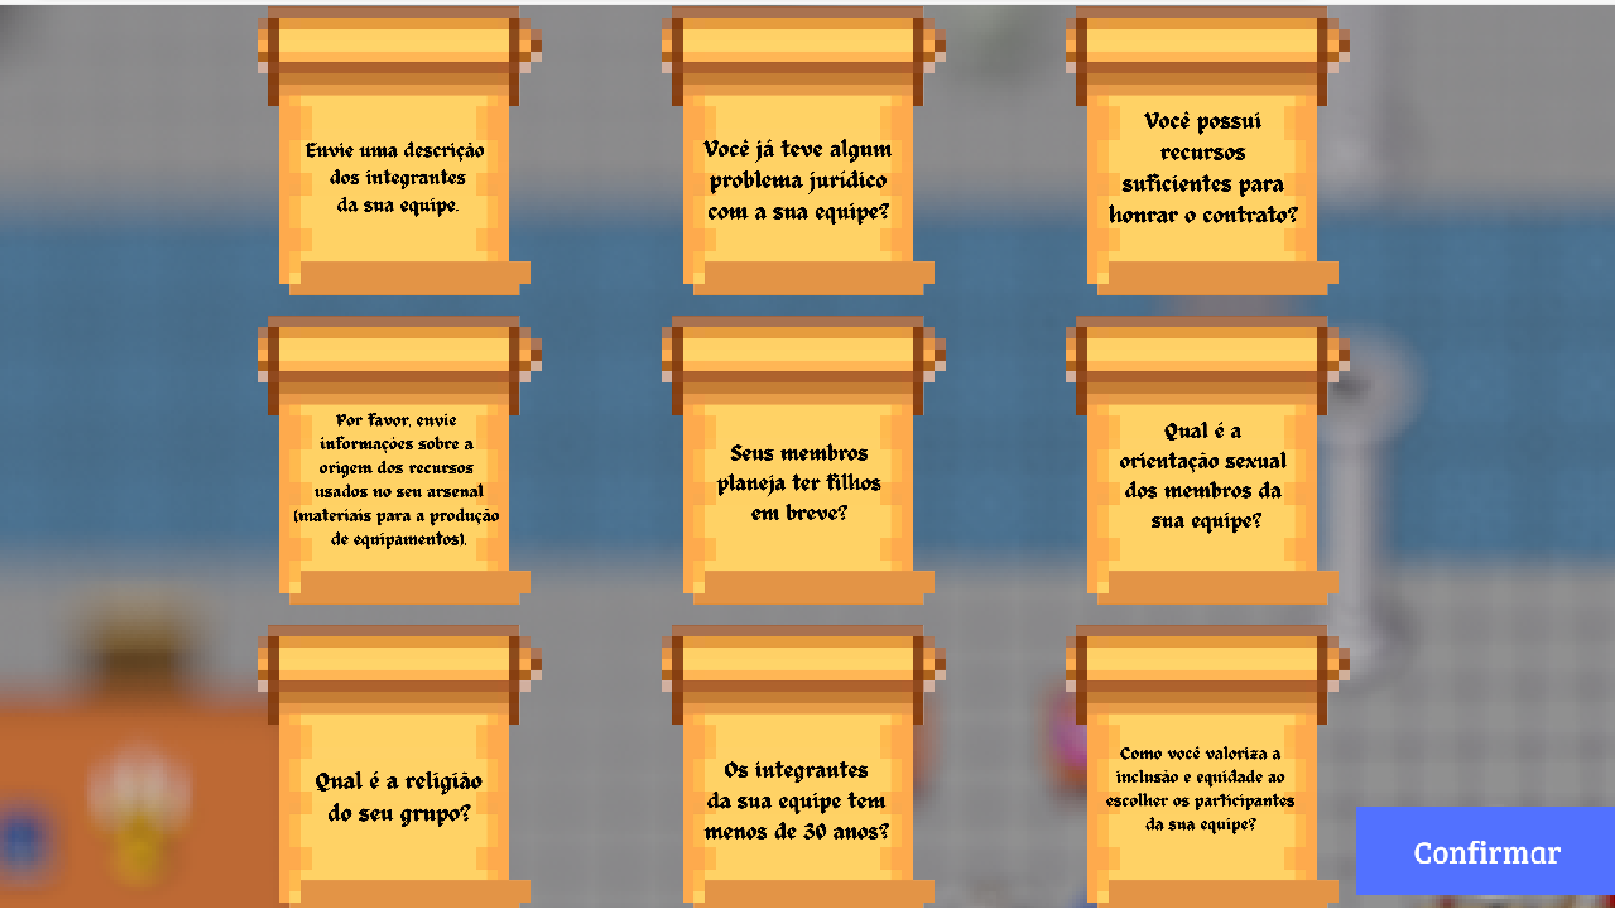 Envie uma descrição
dos integrantes
da sua equipe.
Você já teve algum
problema jurídico
com a sua equipe?
Você possui
recursos
suficientes para
honrar o contrato?
Por favor, envie
informações sobre a
origem dos recursos
usados no seu arsenal
(materiais para a produção
de equipamentos).
Seus membros
planeja ter filhos
em breve?
Qual é a
orientação sexual
dos membros da
sua equipe?
Qual é a religião
do seu grupo?
Os integrantes
da sua equipe tem
menos de 30 anos?
Como você valoriza a
inclusão e equidade ao
escolher os participantes
da sua equipe?
Confirmar